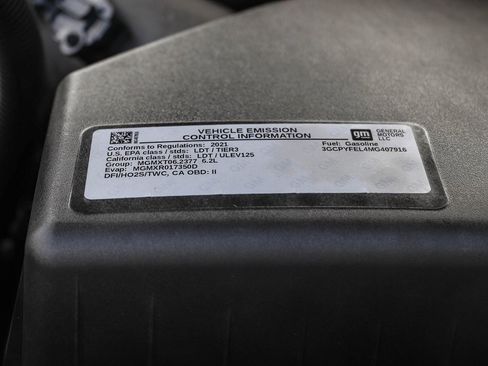 VEHICLE EMISSION
CONTROL INFORMATION
gm
GENERAL
MOTORS LLC
Conforms to Regulations: 2021
Fuel: Gasoline
U.S. EPA class / stds: LDT / TIER3
3GCPYFEL4MG407916
California class / stds: LDT / ULEV125
Group: MGMXT06.2377 6.2L
Evap: MGMXR017350D
DFI/HO2S/TWC, CA OBD: II